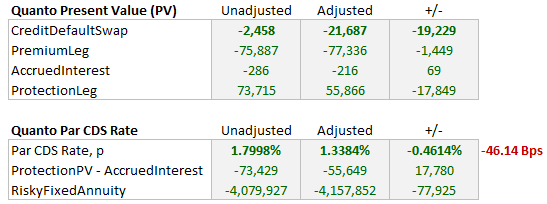 Quanto Present Value (PV) Unadjusted Adjusted +/-
CreditDefaultSwap -2,458 -21,687 -19,229
PremiumLeg -75,887 -77,336 -1,449
AccruedInterest -286 -216 69
ProtectionLeg 73,715 55,866 -17,849
Quanto Par CDS Rate Unadjusted Adjusted +/-
Par CDS Rate, p 1.7998% 1.3384% -0.4614% -46.14 Bps
ProtectionPV - AccruedInterest -73,429 -55,649 17,780
RiskyFixedAnnuity -4,079,927 -4,157,852 -77,925